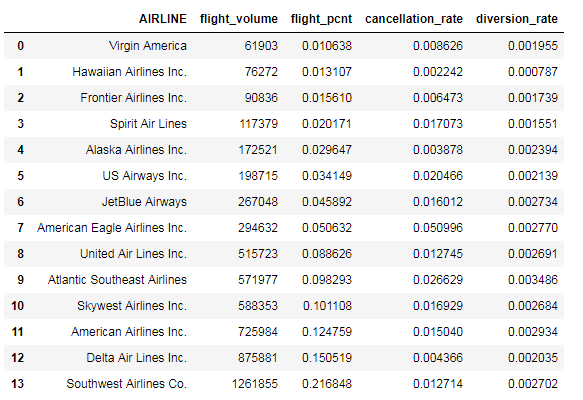 AIRLINE flight_volume flight_pcnt cancellation_rate diversion_rate
0 Virgin America 61903 0.010638 0.008626 0.001955
1 Hawaiian Airlines Inc. 76272 0.013107 0.002242 0.000787
2 Frontier Airlines Inc. 90836 0.015610 0.006473 0.001739
3 Spirit Air Lines 117379 0.020171 0.017073 0.001551
4 Alaska Airlines Inc. 172521 0.029647 0.003878 0.002394
5 US Airways Inc. 198715 0.034149 0.020466 0.002139
6 JetBlue Airways 267048 0.045892 0.016012 0.002734
7 American Eagle Airlines Inc. 294632 0.050632 0.050996 0.002770
8 United Air Lines Inc. 515723 0.088626 0.012745 0.002691
9 Atlantic Southeast Airlines 571977 0.098293 0.026629 0.003486
10 Skywest Airlines Inc. 588353 0.101108 0.016929 0.002684
11 American Airlines Inc. 725984 0.124759 0.015040 0.002934
12 Delta Air Lines Inc. 875881 0.150519 0.004366 0.002035
13 Southwest Airlines Co. 1261855 0.216848 0.012714 0.002702